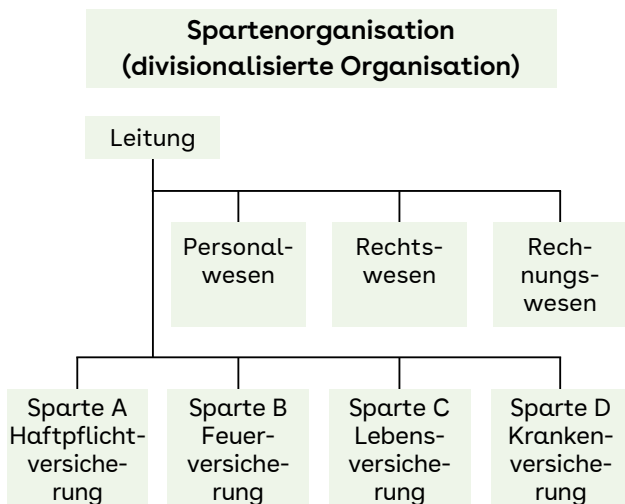 Spartenorganisation
(divisionalisierte Organisation)
Leitung
Personal-
wesen
Rechts-
wesen
Rech-
nungs-
wesen
Sparte A
Haftpflicht-
versiche-
rung
Sparte B
Feuer-
versiche-
rung
Sparte C
Lebens-
versiche-
rung
Sparte D
Kranken-
versiche-
rung